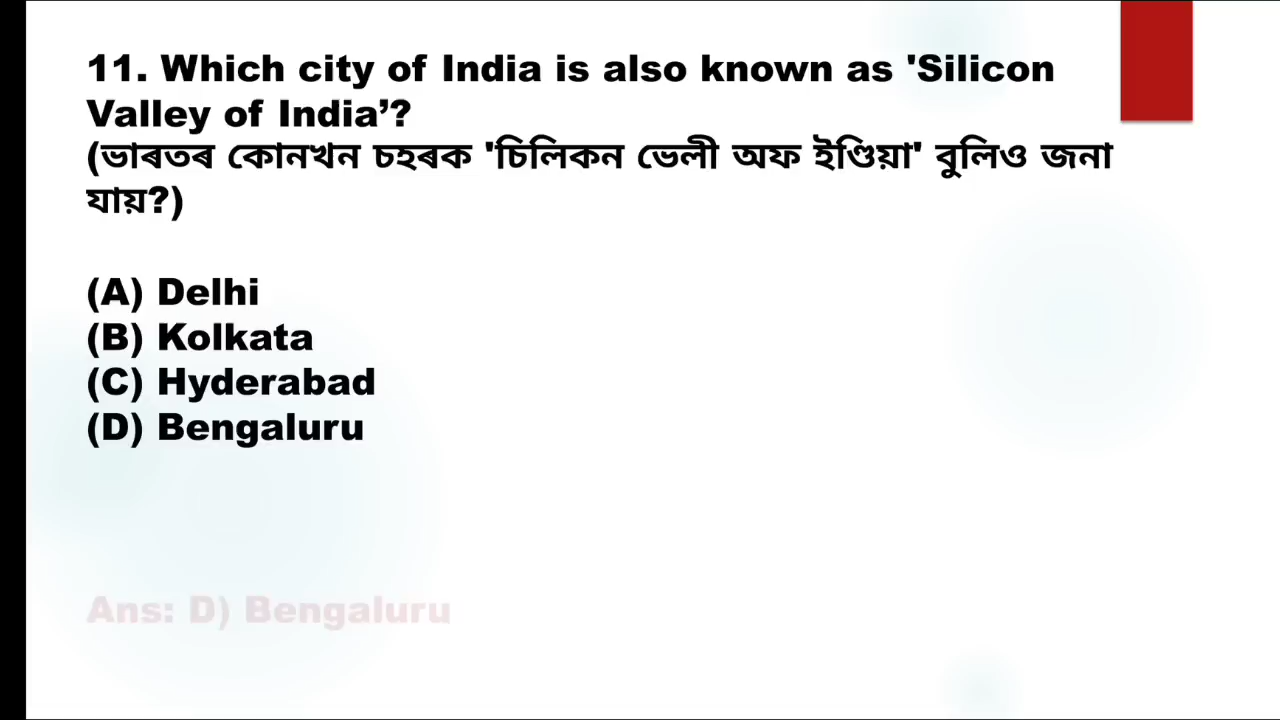 11. Which city of India is also known as 'Silicon
Valley of India’?
(ভাৰতৰ কোনখন চহৰক 'চিলিকন ভেলী অফ ইণ্ডিয়া' বুলিও জনা
যায়?)
(A) Delhi
(B) Kolkata
(C) Hyderabad
(D) Bengaluru
Ans: D) Bengaluru